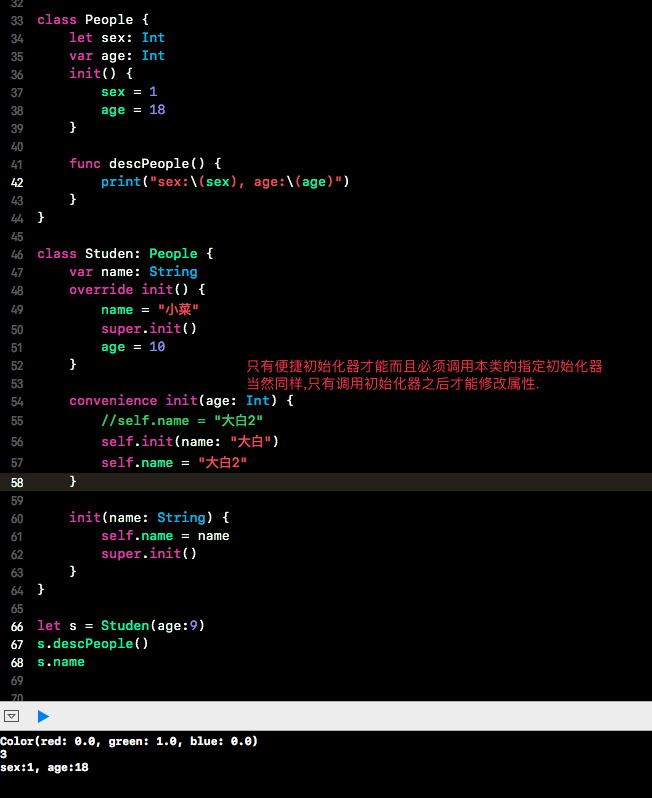 32
33 class People {
34 let sex: Int
35 var age: Int
36 init() {
37 sex = 1
38 age = 18
39 }
40
41 func descPeople() {
42 print("sex:\(sex), age:\(age)")
43 }
44 }
45
46 class Studen: People {
47 var name: String
48 override init() {
49 name = "小菜"
50 super.init()
51 age = 10
52 } 只有便捷初始化器才能而且必须调用本类的指定初始化器
53 当然同样,只有调用初始化器之后才能修改属性.
54 convenience init(age: Int) {
55 //self.name = "大白2"
56 self.init(name: "大白")
57 self.name = "大白2"
58 }
59
60 init(name: String) {
61 self.name = name
62 super.init()
63 }
64 }
65
66 let s = Studen(age:9)
67 s.descPeople()
68 s.name
69
70
Color(red: 0.0, green: 1.0, blue: 0.0)
3
sex:1, age:18